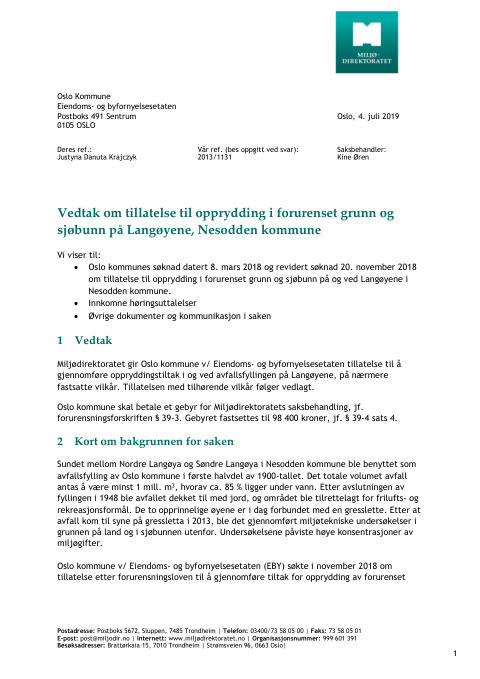 MILJØ-
DIREKTORATET
Oslo Kommune
Eiendoms- og byfornyelsesetaten
Postboks 491 Sentrum
0105 OSLO
Oslo, 4. juli 2019
Deres ref.:
Justyna Danuta Krajczyk
Vår ref. (bes oppgitt ved svar):
2013/1131
Saksbehandler:
Kine Øren
Vedtak om tillatelse til opprydding i forurenset grunn og
sjøbunn på Langøyene, Nesodden kommune
Vi viser til:
• Oslo kommunes søknad datert 8. mars 2018 og revidert søknad 20. november 2018
om tillatelse til opprydding i forurenset grunn og sjøbunn på og ved Langøyene i
Nesodden kommune.
• Innkomne høringsuttalelser
• Øvrige dokumenter og kommunikasjon i saken
1 Vedtak
Miljødirektoratet gir Oslo kommune v/ Eiendoms- og byfornyelsesetaten tillatelse til å
gjennomføre oppryddingstiltak i og ved avfallsfyllingen på Langøyene, på nærmere
fastsatte vilkår. Tillatelsen med tilhørende vilkår følger vedlagt.
Oslo kommune skal betale et gebyr for Miljødirektoratets saksbehandling, jf.
forurensningsforskriften § 39-3. Gebyret fastsettes til 98 400 kroner, jf. § 39-4 sats 4.
2 Kort om bakgrunnen for saken
Sundet mellom Nordre Langøya og Søndre Langøya i Nesodden kommune ble benyttet som
avfallsfylling av Oslo kommune i første halvdel av 1900-tallet. Det totale volumet avfall
antas å være minst 1 mill. m³, hvorav ca. 85 % ligger under vann. Etter avslutningen av
fyllingen i 1948 ble avfallet dekket til med jord, og området ble tilrettelagt for frilufts- og
rekreasjonsformål. De to opprinnelige øyene er i dag forbundet med en gresslette. Etter at
avfall kom til syne på gressletta i 2013, ble det gjennomført miljøtekniske undersøkelser i
grunnen på land og i sjøbunnen utenfor. Undersøkelsene påviste høye konsentrasjoner av
miljøgifter.
Oslo kommune v/ Eiendoms- og byfornyelsesetaten (EBY) søkte i november 2018 om
tillatelse etter forurensningsloven til å gjennomføre tiltak for opprydding av forurenset
Postadresse: Postboks 5672, Sluppen, 7485 Trondheim | Telefon: 03400/73 58 05 00 | Faks: 73 58 05 01
E-post: post@miljodir.no | Internett: www.miljødirektoratet.no | Organisasjonsnummer: 999 601 391
Besøksadresser: Brattørkaia 15, 7010 Trondheim | Strømsveien 96, 0663 Oslo|
1